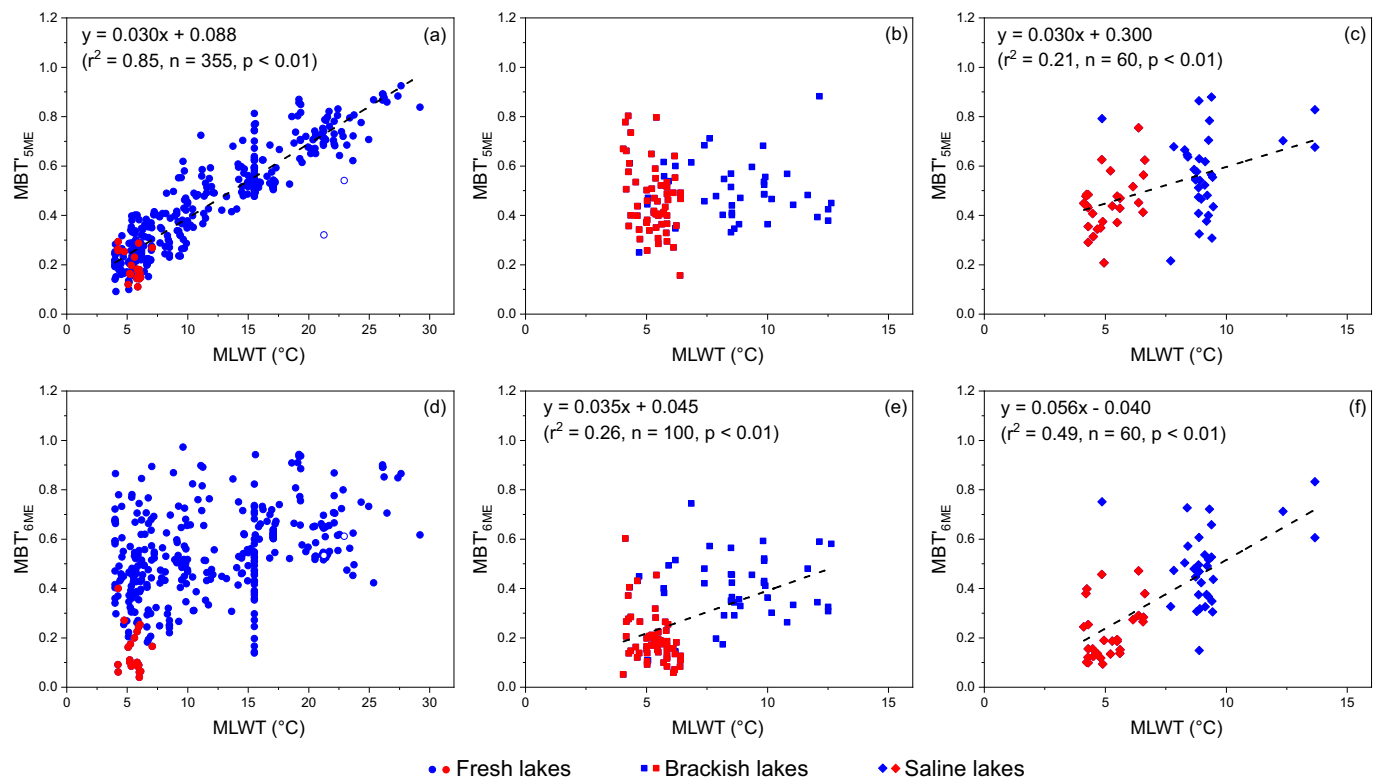 y = 0.030x + 0.088
(r² = 0.85, n = 355, p < 0.01)
(a)
1.2
1.0
0.8
0.6
0.4
0.2
0.0
MBT'5ME
0 5 10 15 20 25 30
MLWT (°C)
(b)
1.2
1.0
0.8
0.6
0.4
0.2
0.0
MBT'5ME
0 5 10 15
MLWT (°C)
y = 0.030x + 0.300
(r² = 0.21, n = 60, p < 0.01)
(c)
1.2
1.0
0.8
0.6
0.4
0.2
0.0
MBT'5ME
0 5 10 15
MLWT (°C)
(d)
1.2
1.0
0.8
0.6
0.4
0.2
0.0
MBT'6ME
0 5 10 15 20 25 30
MLWT (°C)
y = 0.035x + 0.045
(r² = 0.26, n = 100, p < 0.01)
(e)
1.2
1.0
0.8
0.6
0.4
0.2
0.0
MBT'6ME
0 5 10 15
MLWT (°C)
y = 0.056x - 0.040
(r² = 0.49, n = 60, p < 0.01)
(f)
1.2
1.0
0.8
0.6
0.4
0.2
0.0
MBT'6ME
0 5 10 15
MLWT (°C)
Fresh lakes Brackish lakes Saline lakes